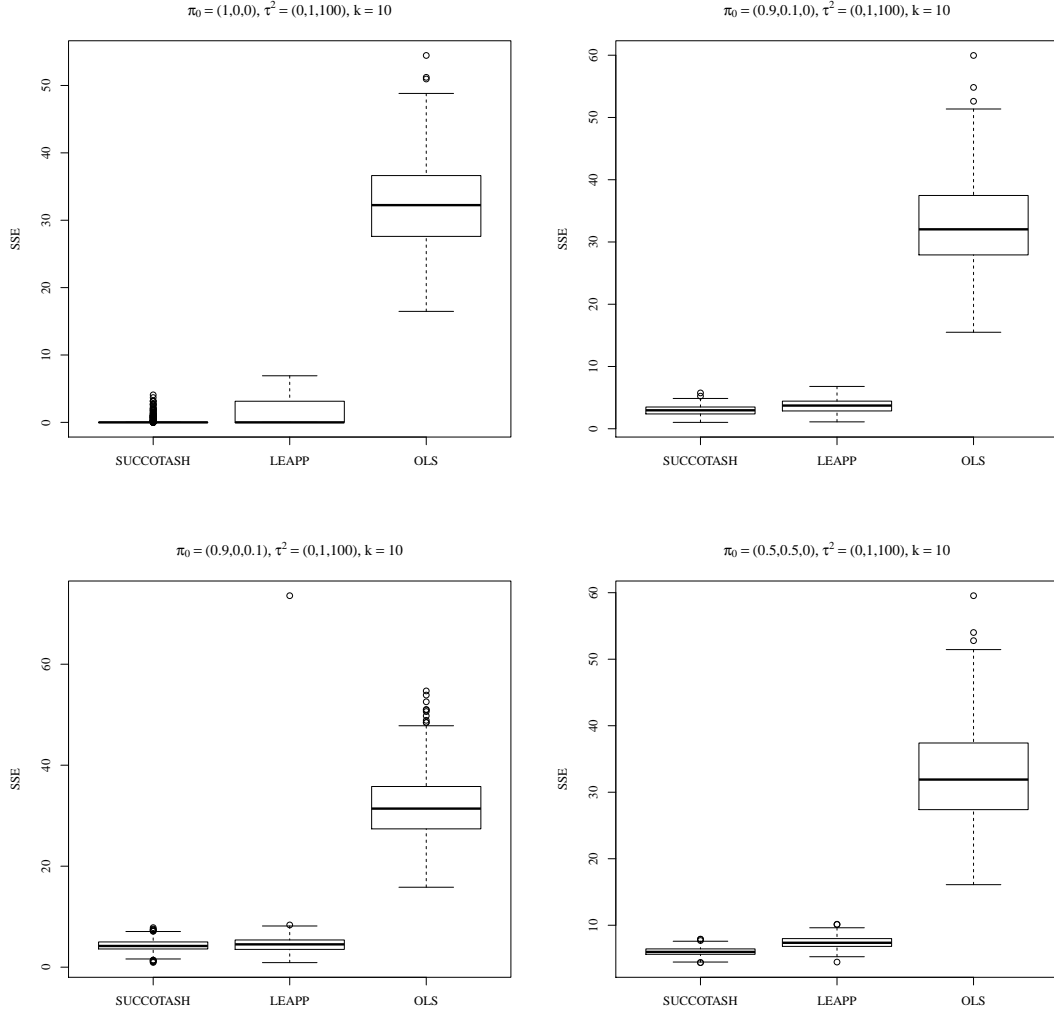 π₀ = (1,0,0), τ² = (0,1,100), k = 10
SSE
50
40
30
20
10
0
SUCCOTASH LEAPP OLS
π₀ = (0.9,0.1,0), τ² = (0,1,100), k = 10
SSE
60
50
40
30
20
10
0
SUCCOTASH LEAPP OLS
π₀ = (0.9,0,0.1), τ² = (0,1,100), k = 10
SSE
60
40
20
0
SUCCOTASH LEAPP OLS
π₀ = (0.5,0.5,0), τ² = (0,1,100), k = 10
SSE
60
50
40
30
20
10
SUCCOTASH LEAPP OLS